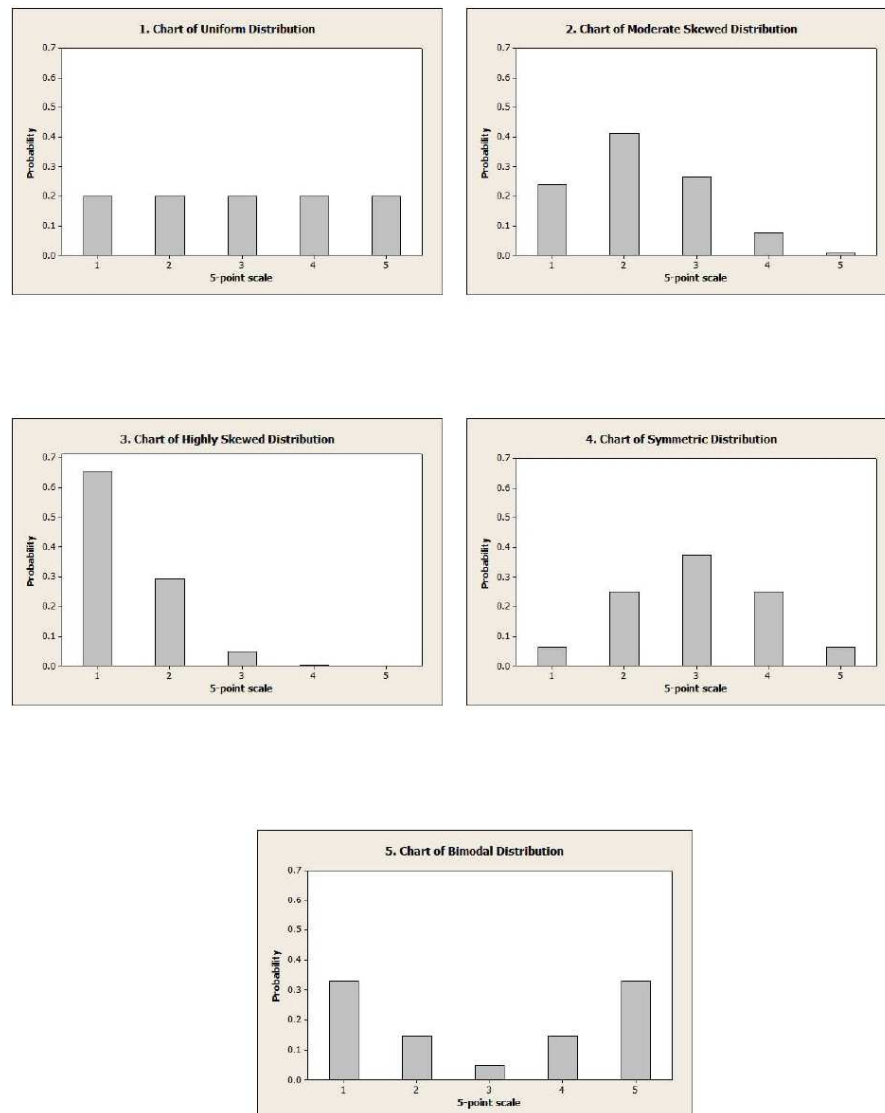 1. Chart of Uniform Distribution
0.7
0.6
0.5
0.4
0.3
0.2
0.1
0.0
Probability
1 2 3 4 5
5-point scale
2. Chart of Moderate Skewed Distribution
0.7
0.6
0.5
0.4
0.3
0.2
0.1
0.0
Probability
1 2 3 4 5
5-point scale
3. Chart of Highly Skewed Distribution
0.7
0.6
0.5
0.4
0.3
0.2
0.1
0.0
Probability
1 2 3 4 5
5-point scale
4. Chart of Symmetric Distribution
0.7
0.6
0.5
0.4
0.3
0.2
0.1
0.0
Probability
1 2 3 4 5
5-point scale
5. Chart of Bimodal Distribution
0.7
0.6
0.5
0.4
0.3
0.2
0.1
0.0
Probability
1 2 3 4 5
5-point scale